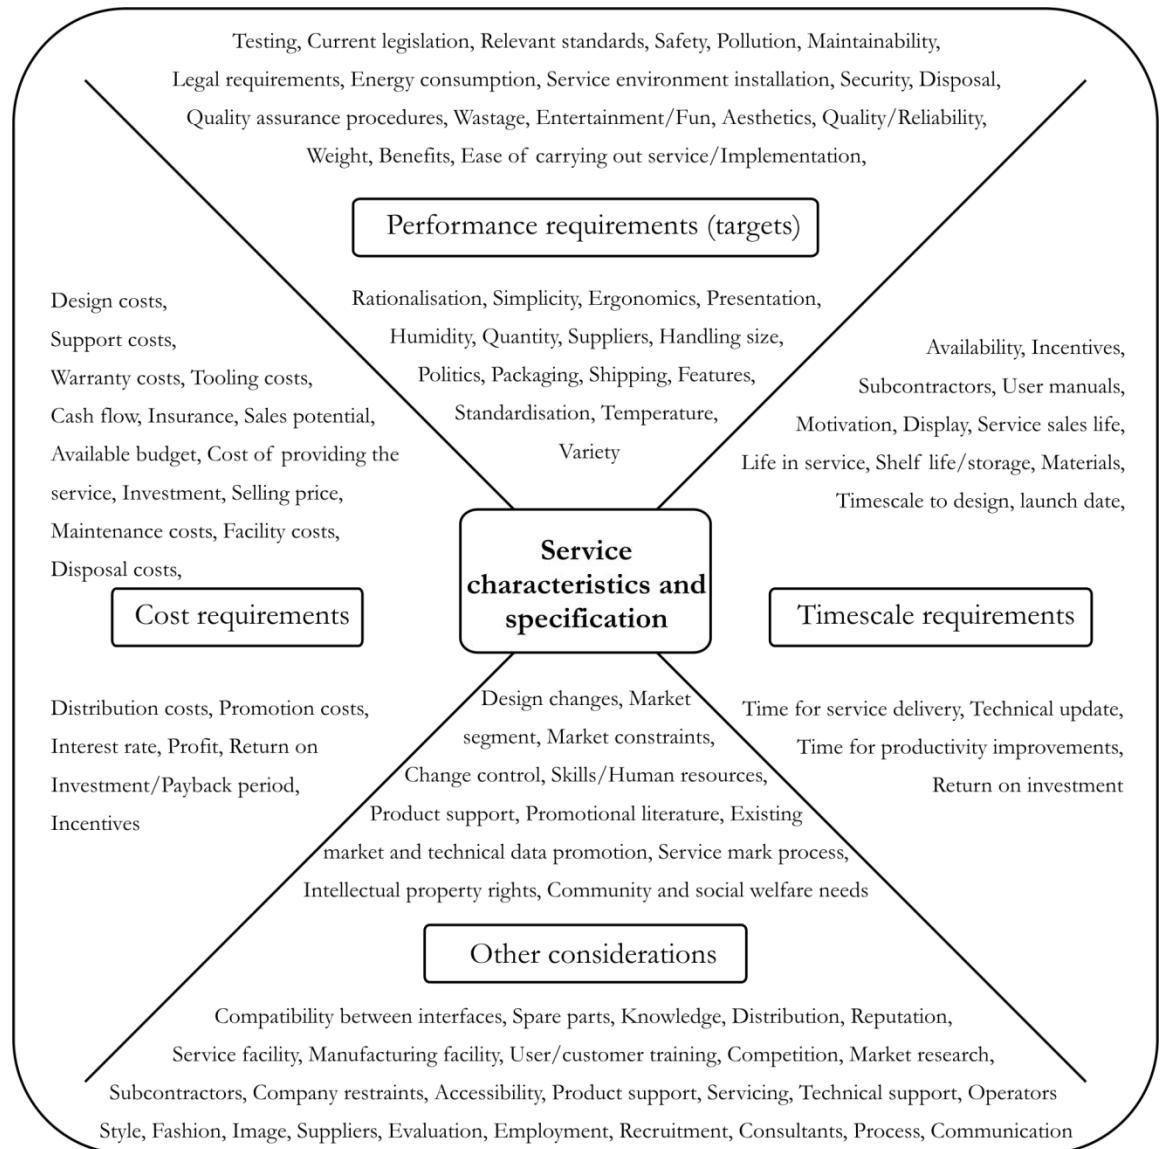 Testing, Current legislation, Relevant standards, Safety, Pollution, Maintainability,
Legal requirements, Energy consumption, Service environment installation, Security, Disposal,
Quality assurance procedures, Wastage, Entertainment/Fun, Aesthetics, Quality/Reliability,
Weight, Benefits, Ease of carrying out service/Implementation,
Performance requirements (targets)
Rationalisation, Simplicity, Ergonomics, Presentation,
Humidity, Quantity, Suppliers, Handling size,
Politics, Packaging, Shipping, Features,
Standardisation, Temperature,
Variety
Design costs,
Support costs,
Warranty costs, Tooling costs,
Cash flow, Insurance, Sales potential,
Available budget, Cost of providing the
service, Investment, Selling price,
Maintenance costs, Facility costs,
Disposal costs,
Cost requirements
Distribution costs, Promotion costs,
Interest rate, Profit, Return on
Investment/Payback period,
Incentives
Service
characteristics and
specification
Availability, Incentives,
Subcontractors, User manuals,
Motivation, Display, Service sales life,
Life in service, Shelf life/storage, Materials,
Timescale to design, launch date,
Timescale requirements
Time for service delivery, Technical update,
Time for productivity improvements,
Return on investment
Design changes, Market
segment, Market constraints,
Change control, Skills/Human resources,
Product support, Promotional literature, Existing
market and technical data promotion, Service mark process,
Intellectual property rights, Community and social welfare needs
Other considerations
Compatibility between interfaces, Spare parts, Knowledge, Distribution, Reputation,
Service facility, Manufacturing facility, User/customer training, Competition, Market research,
Subcontractors, Company restraints, Accessibility, Product support, Servicing, Technical support, Operators
Style, Fashion, Image, Suppliers, Evaluation, Employment, Recruitment, Consultants, Process, Communication